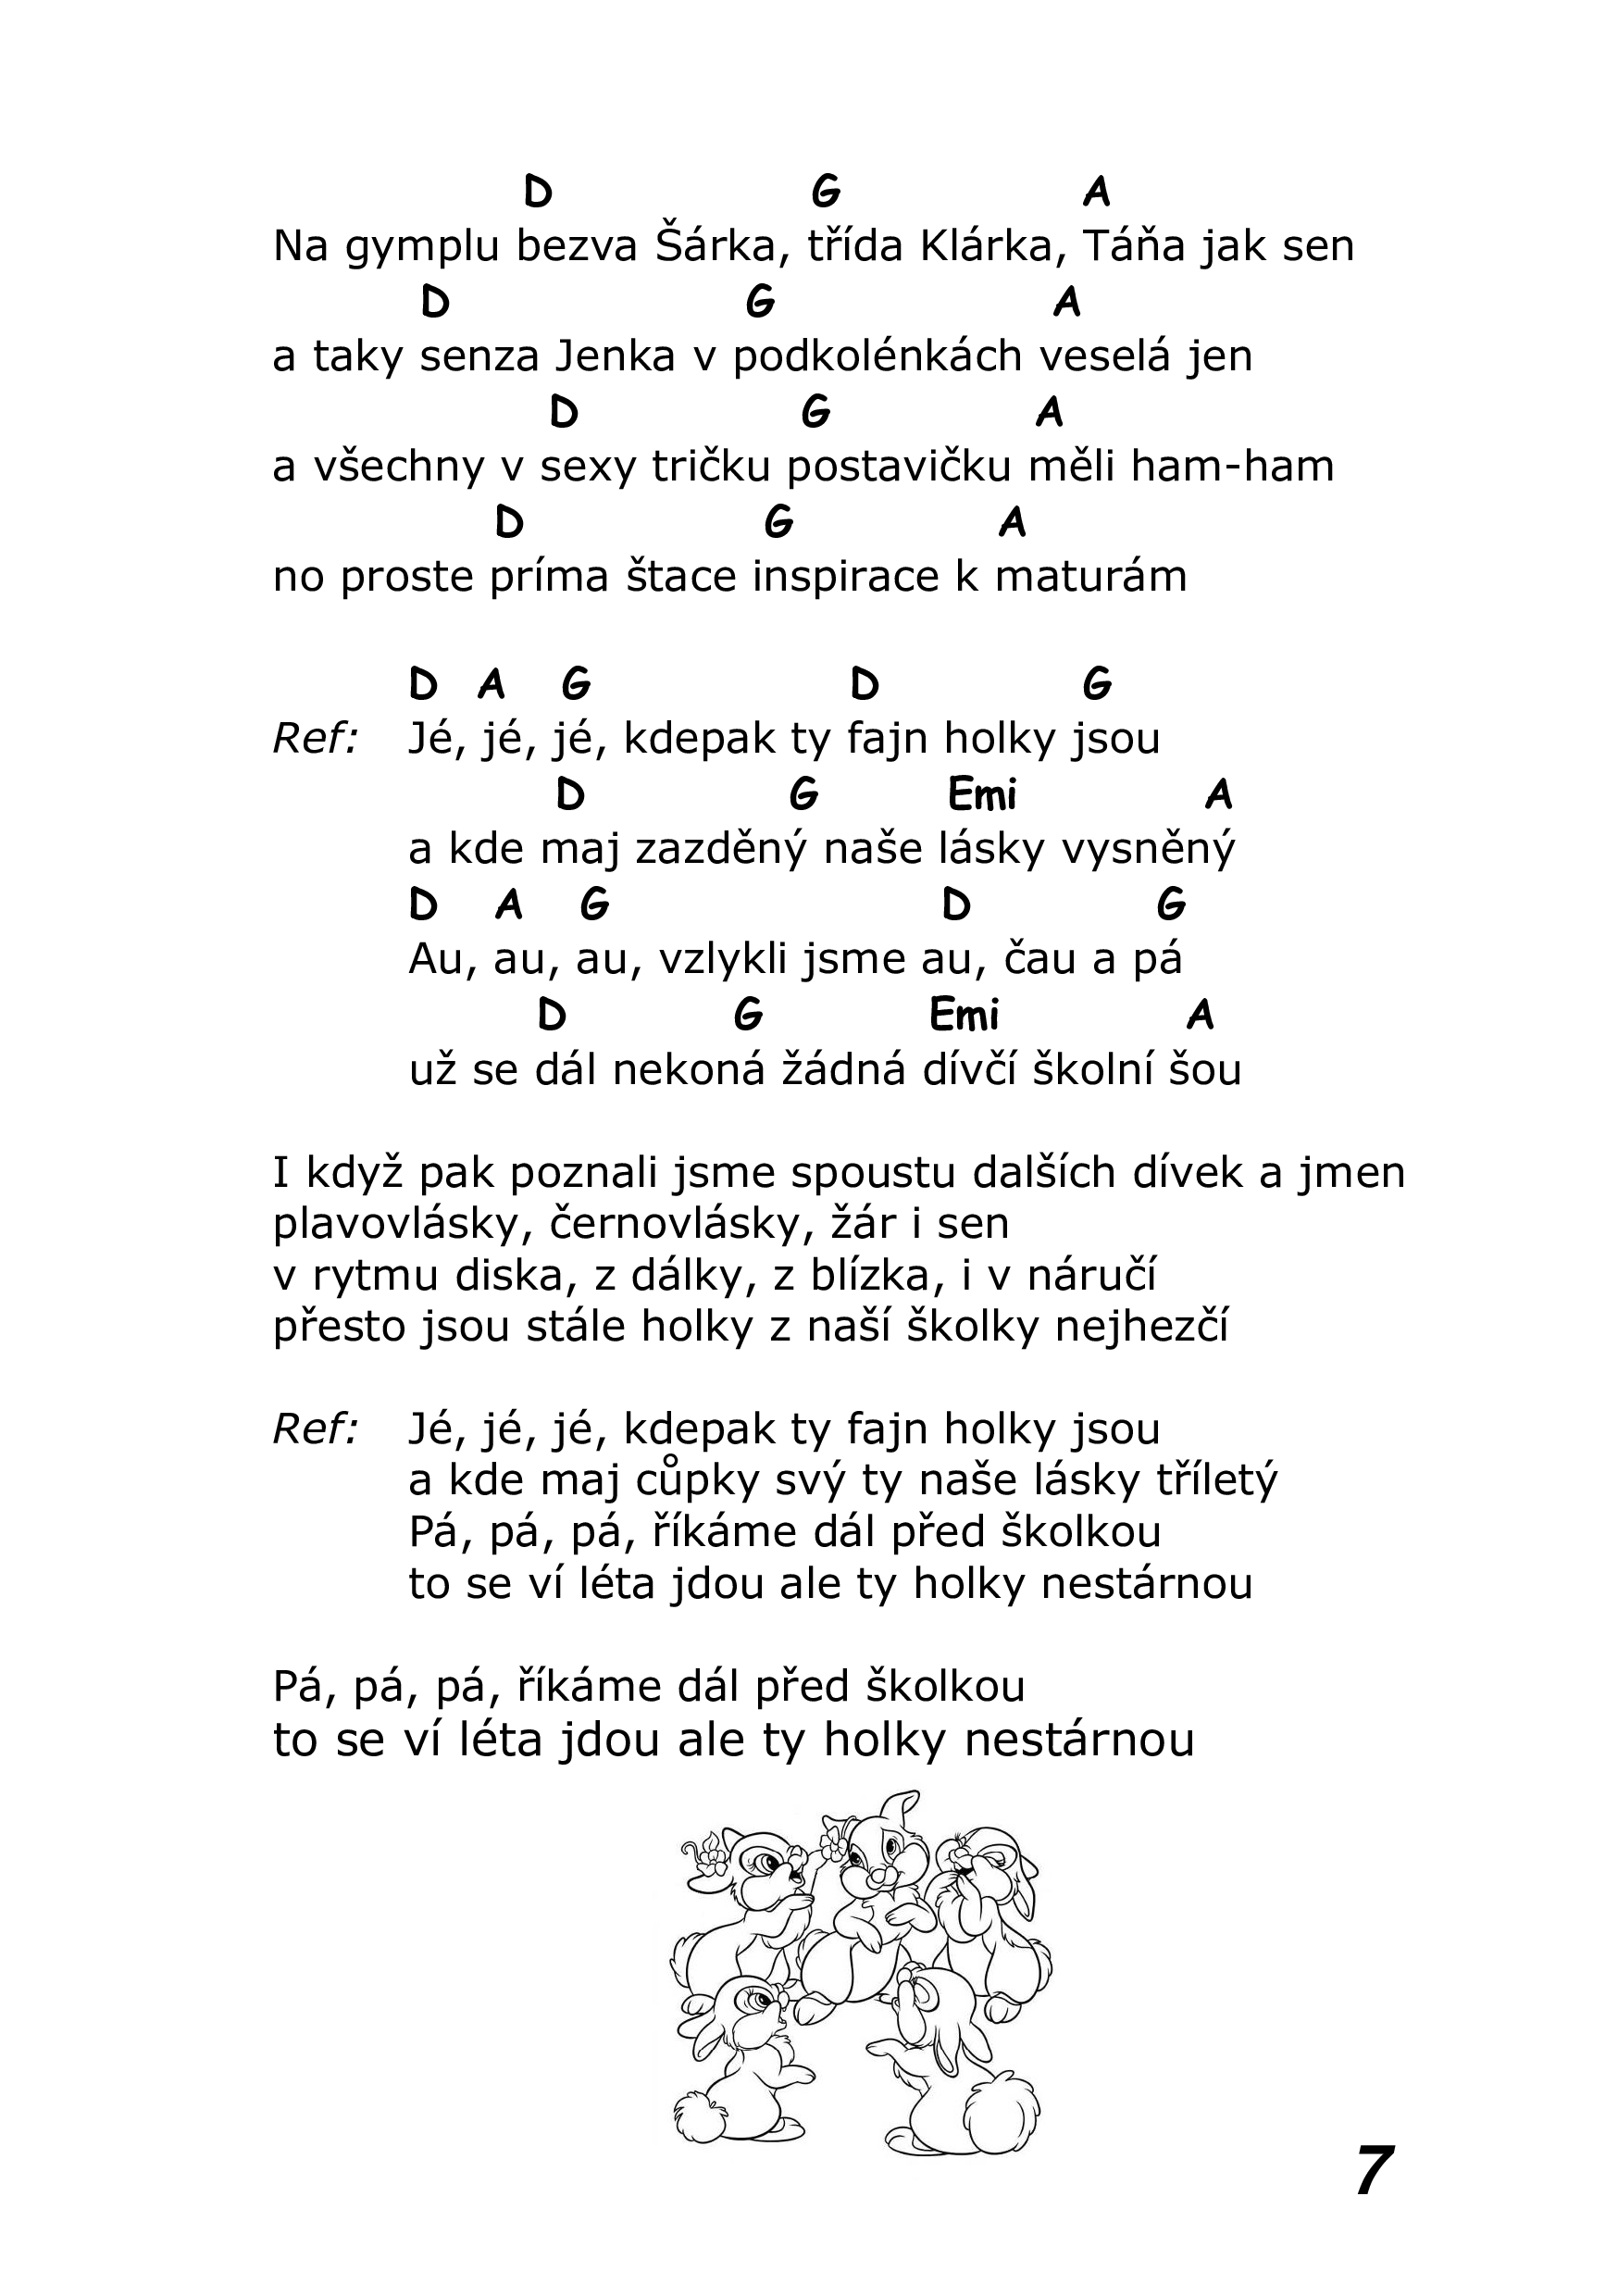 D G A
Na gymplu bezva Šárka, třída Klárka, Táňa jak sen
D G A
a taky senza Jenka v podkolénkách veselá jen
D G A
a všechny v sexy tričku postavičku měli ham-ham
D G A
no proste príma štace inspirace k maturám
D A G D G
Ref: Jé, jé, jé, kdepak ty fajn holky jsou
D G Emi A
a kde maj zazděný naše lásky vysněný
D A G D G
Au, au, au, vzlykli jsme au, čau a pá
D G Emi A
už se dál nekoná žádná dívčí školní šou
I když pak poznali jsme spoustu dalších dívek a jmen
plavovlásky, černovlásky, žár i sen
v rytmu diska, z dálky, z blízka, i v náručí
přesto jsou stále holky z naší školky nejhezčí
Ref: Jé, jé, jé, kdepak ty fajn holky jsou
a kde maj cůpky svý ty naše lásky tříletý
Pá, pá, pá, říkáme dál před školkou
to se ví léta jdou ale ty holky nestárnou
Pá, pá, pá, říkáme dál před školkou
to se ví léta jdou ale ty holky nestárnou
7